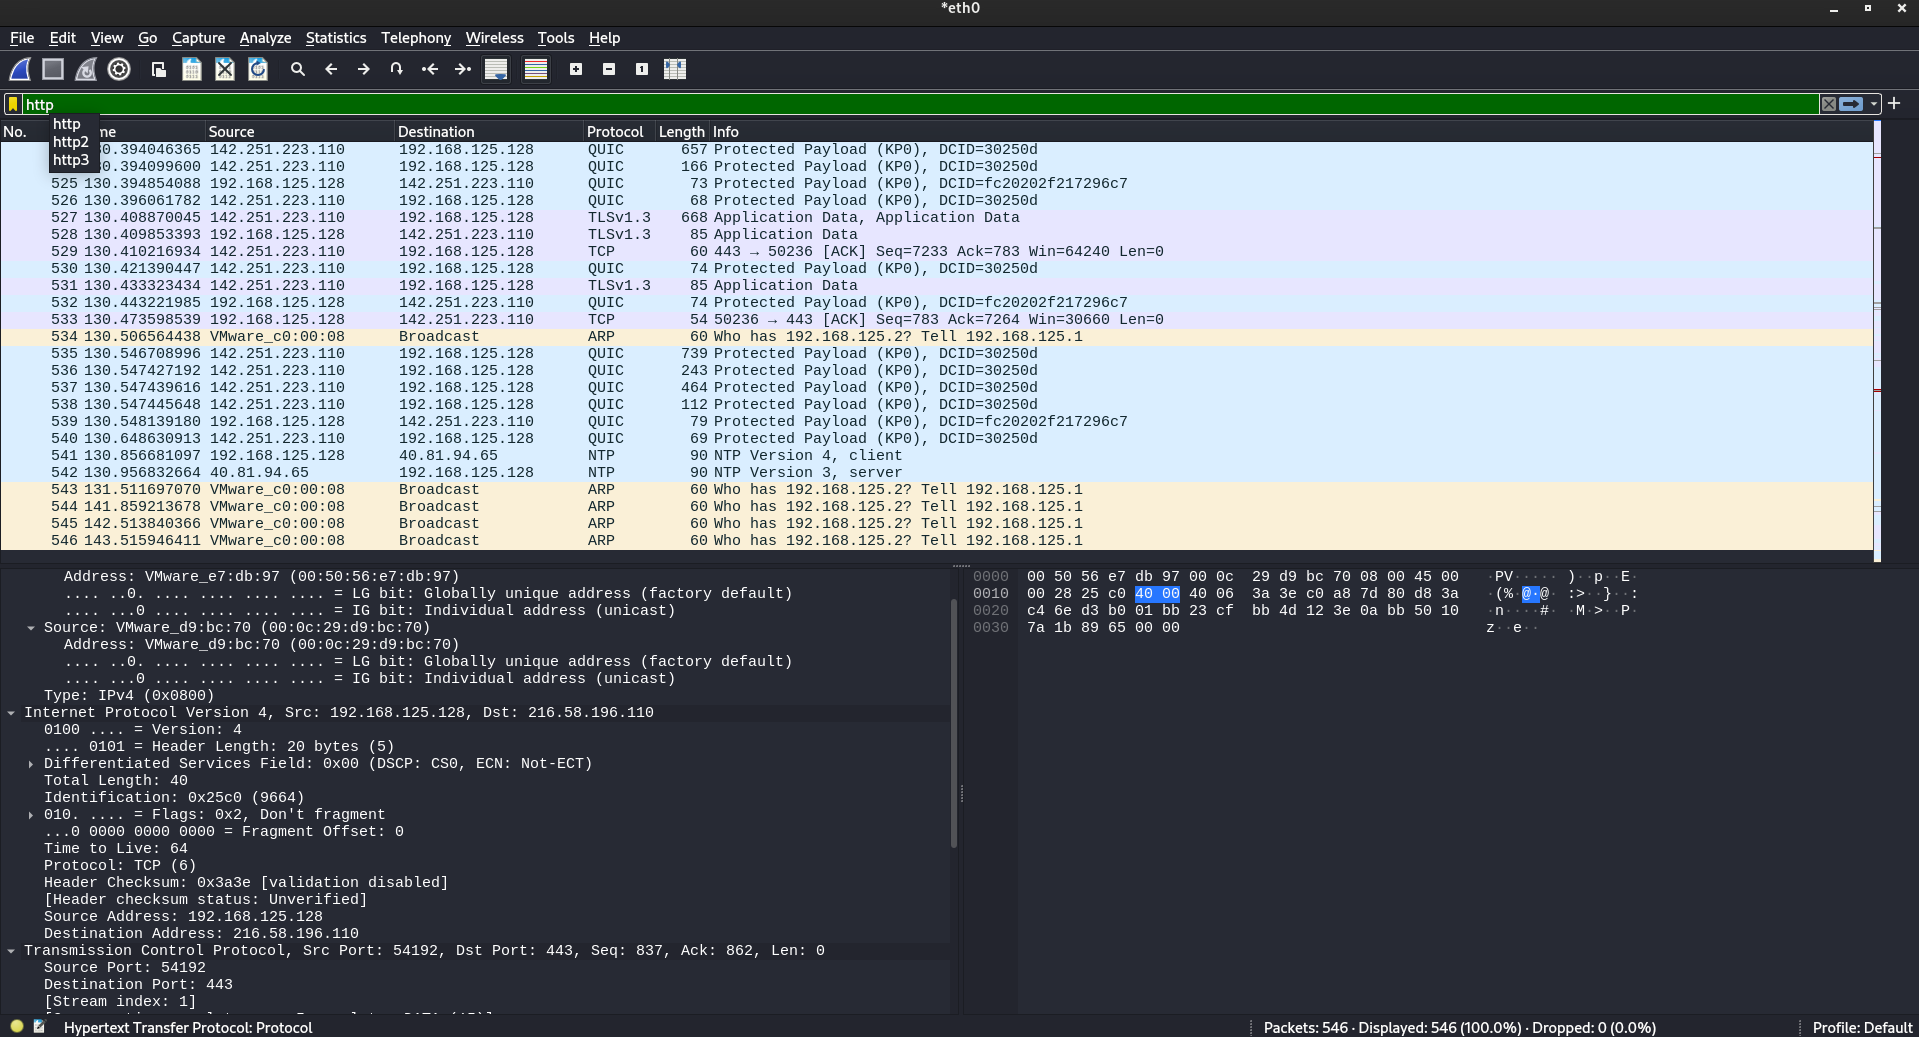 *eth0
File Edit View Go Capture Analyze Statistics Telephony Wireless Tools Help
http
http
http2
http3
No. me Source Destination Protocol Length Info
30.394046365 142.251.223.110 192.168.125.128 QUIC 657 Protected Payload (KP0), DCID=30250d
30.394099600 142.251.223.110 192.168.125.128 QUIC 166 Protected Payload (KP0), DCID=30250d
525 130.394854088 192.168.125.128 142.251.223.110 QUIC 73 Protected Payload (KP0), DCID=fc20202f217296c7
526 130.396061782 142.251.223.110 192.168.125.128 QUIC 68 Protected Payload (KP0), DCID=30250d
527 130.408870045 142.251.223.110 192.168.125.128 TLSv1.3 668 Application Data, Application Data
528 130.409853393 192.168.125.128 142.251.223.110 TLSv1.3 85 Application Data
529 130.410216934 142.251.223.110 192.168.125.128 TCP 60 443 → 50236 [ACK] Seq=7233 Ack=783 Win=64240 Len=0
530 130.421390447 142.251.223.110 192.168.125.128 QUIC 74 Protected Payload (KP0), DCID=30250d
531 130.433323434 142.251.223.110 192.168.125.128 TLSv1.3 85 Application Data
532 130.443221985 192.168.125.128 142.251.223.110 QUIC 74 Protected Payload (KP0), DCID=fc20202f217296c7
533 130.473598539 192.168.125.128 142.251.223.110 TCP 54 50236 → 443 [ACK] Seq=783 Ack=7264 Win=30660 Len=0
534 130.506564438 VMware_c0:00:08 Broadcast ARP 60 Who has 192.168.125.2? Tell 192.168.125.1
535 130.546708996 142.251.223.110 192.168.125.128 QUIC 739 Protected Payload (KP0), DCID=30250d
536 130.547427192 142.251.223.110 192.168.125.128 QUIC 243 Protected Payload (KP0), DCID=30250d
537 130.547439616 142.251.223.110 192.168.125.128 QUIC 464 Protected Payload (KP0), DCID=30250d
538 130.547445648 142.251.223.110 192.168.125.128 QUIC 112 Protected Payload (KP0), DCID=30250d
539 130.548139180 192.168.125.128 142.251.223.110 QUIC 79 Protected Payload (KP0), DCID=fc20202f217296c7
540 130.648630913 142.251.223.110 192.168.125.128 QUIC 69 Protected Payload (KP0), DCID=30250d
541 130.856681097 192.168.125.128 40.81.94.65 NTP 90 NTP Version 4, client
542 130.956832664 40.81.94.65 192.168.125.128 NTP 90 NTP Version 3, server
543 131.511697070 VMware_c0:00:08 Broadcast ARP 60 Who has 192.168.125.2? Tell 192.168.125.1
544 141.859213678 VMware_c0:00:08 Broadcast ARP 60 Who has 192.168.125.2? Tell 192.168.125.1
545 142.513840366 VMware_c0:00:08 Broadcast ARP 60 Who has 192.168.125.2? Tell 192.168.125.1
546 143.515946411 VMware_c0:00:08 Broadcast ARP 60 Who has 192.168.125.2? Tell 192.168.125.1
Address: VMware_e7:db:97 (00:50:56:e7:db:97)
.... ..0. .... .... .... .... = LG bit: Globally unique address (factory default)
.... ...0 .... .... .... .... = IG bit: Individual address (unicast)
Source: VMware_d9:bc:70 (00:0c:29:d9:bc:70)
Address: VMware_d9:bc:70 (00:0c:29:d9:bc:70)
.... ..0. .... .... .... .... = LG bit: Globally unique address (factory default)
.... ...0 .... .... .... .... = IG bit: Individual address (unicast)
Type: IPv4 (0x0800)
Internet Protocol Version 4, Src: 192.168.125.128, Dst: 216.58.196.110
0100 .... = Version: 4
.... 0101 = Header Length: 20 bytes (5)
Differentiated Services Field: 0x00 (DSCP: CS0, ECN: Not-ECT)
Total Length: 40
Identification: 0x25c0 (9664)
010. .... = Flags: 0x2, Don't fragment
...0 0000 0000 0000 = Fragment Offset: 0
Time to Live: 64
Protocol: TCP (6)
Header Checksum: 0x3a3e [validation disabled]
[Header checksum status: Unverified]
Source Address: 192.168.125.128
Destination Address: 216.58.196.110
Transmission Control Protocol, Src Port: 54192, Dst Port: 443, Seq: 837, Ack: 862, Len: 0
Source Port: 54192
Destination Port: 443
[Stream index: 1]
0000 00 50 56 e7 db 97 00 0c 29 d9 bc 70 08 00 45 00 ·PV····· )··p··E·
0010 00 28 25 c0 40 00 40 06 3a 3e c0 a8 7d 80 d8 3a ·(%·@·@· :>··}··:
0020 c4 6e d3 b0 01 bb 23 cf bb 4d 12 3e 0a bb 50 10 ·n····#· ·M·>··P·
0030 7a 1b 89 65 00 00 z··e··
Hypertext Transfer Protocol: Protocol
Packets: 546 · Displayed: 546 (100.0%) · Dropped: 0 (0.0%)
Profile: Default